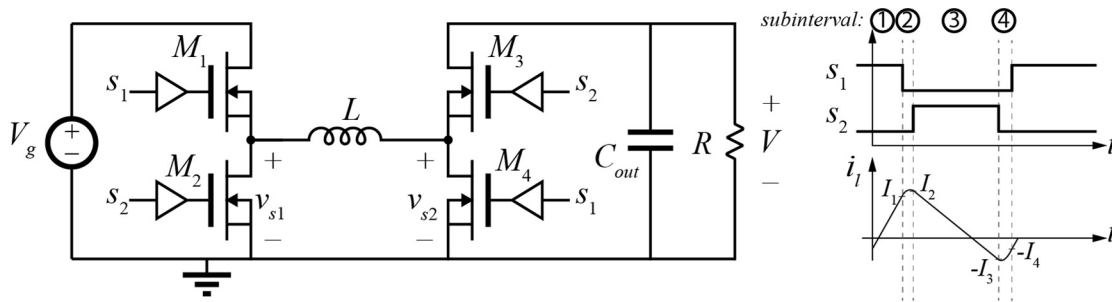 subinterval: ① ② ③ ④
M1
M3
s1
s2
s1
L
s2
t
Vg
+
−
+
+
Cout
R
+
V
−
il
M2
M4
I1
I2
s2
vs1
vs2
s1
t
−
−
-I3
-I4